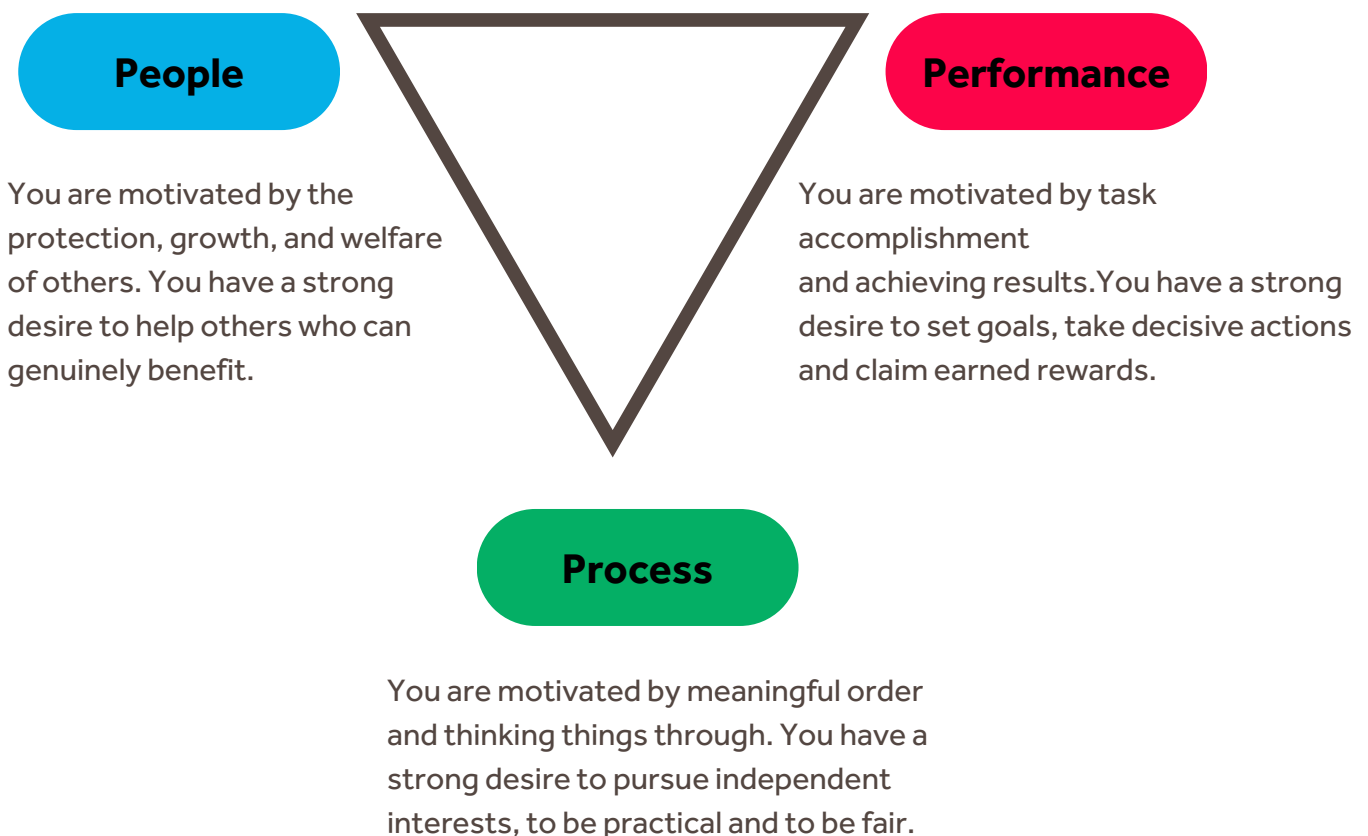 People
You are motivated by the
protection, growth, and welfare
of others. You have a strong
desire to help others who can
genuinely benefit.
Performance
You are motivated by task
accomplishment
and achieving results.You have a strong
desire to set goals, take decisive actions
and claim earned rewards.
Process
You are motivated by meaningful order
and thinking things through. You have a
strong desire to pursue independent
interests, to be practical and to be fair.